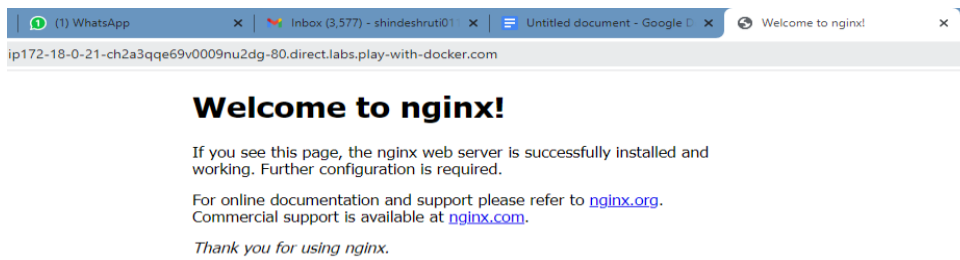 (1) WhatsApp
Inbox (3,577) - shindeshruti01
Untitled document - Google D
Welcome to nginx!
ip172-18-0-21-ch2a3qqe69v0009nu2dg-80.direct.labs.play-with-docker.com
Welcome to nginx!
If you see this page, the nginx web server is successfully installed and
working. Further configuration is required.
For online documentation and support please refer to nginx.org.
Commercial support is available at nginx.com.
Thank you for using nginx.